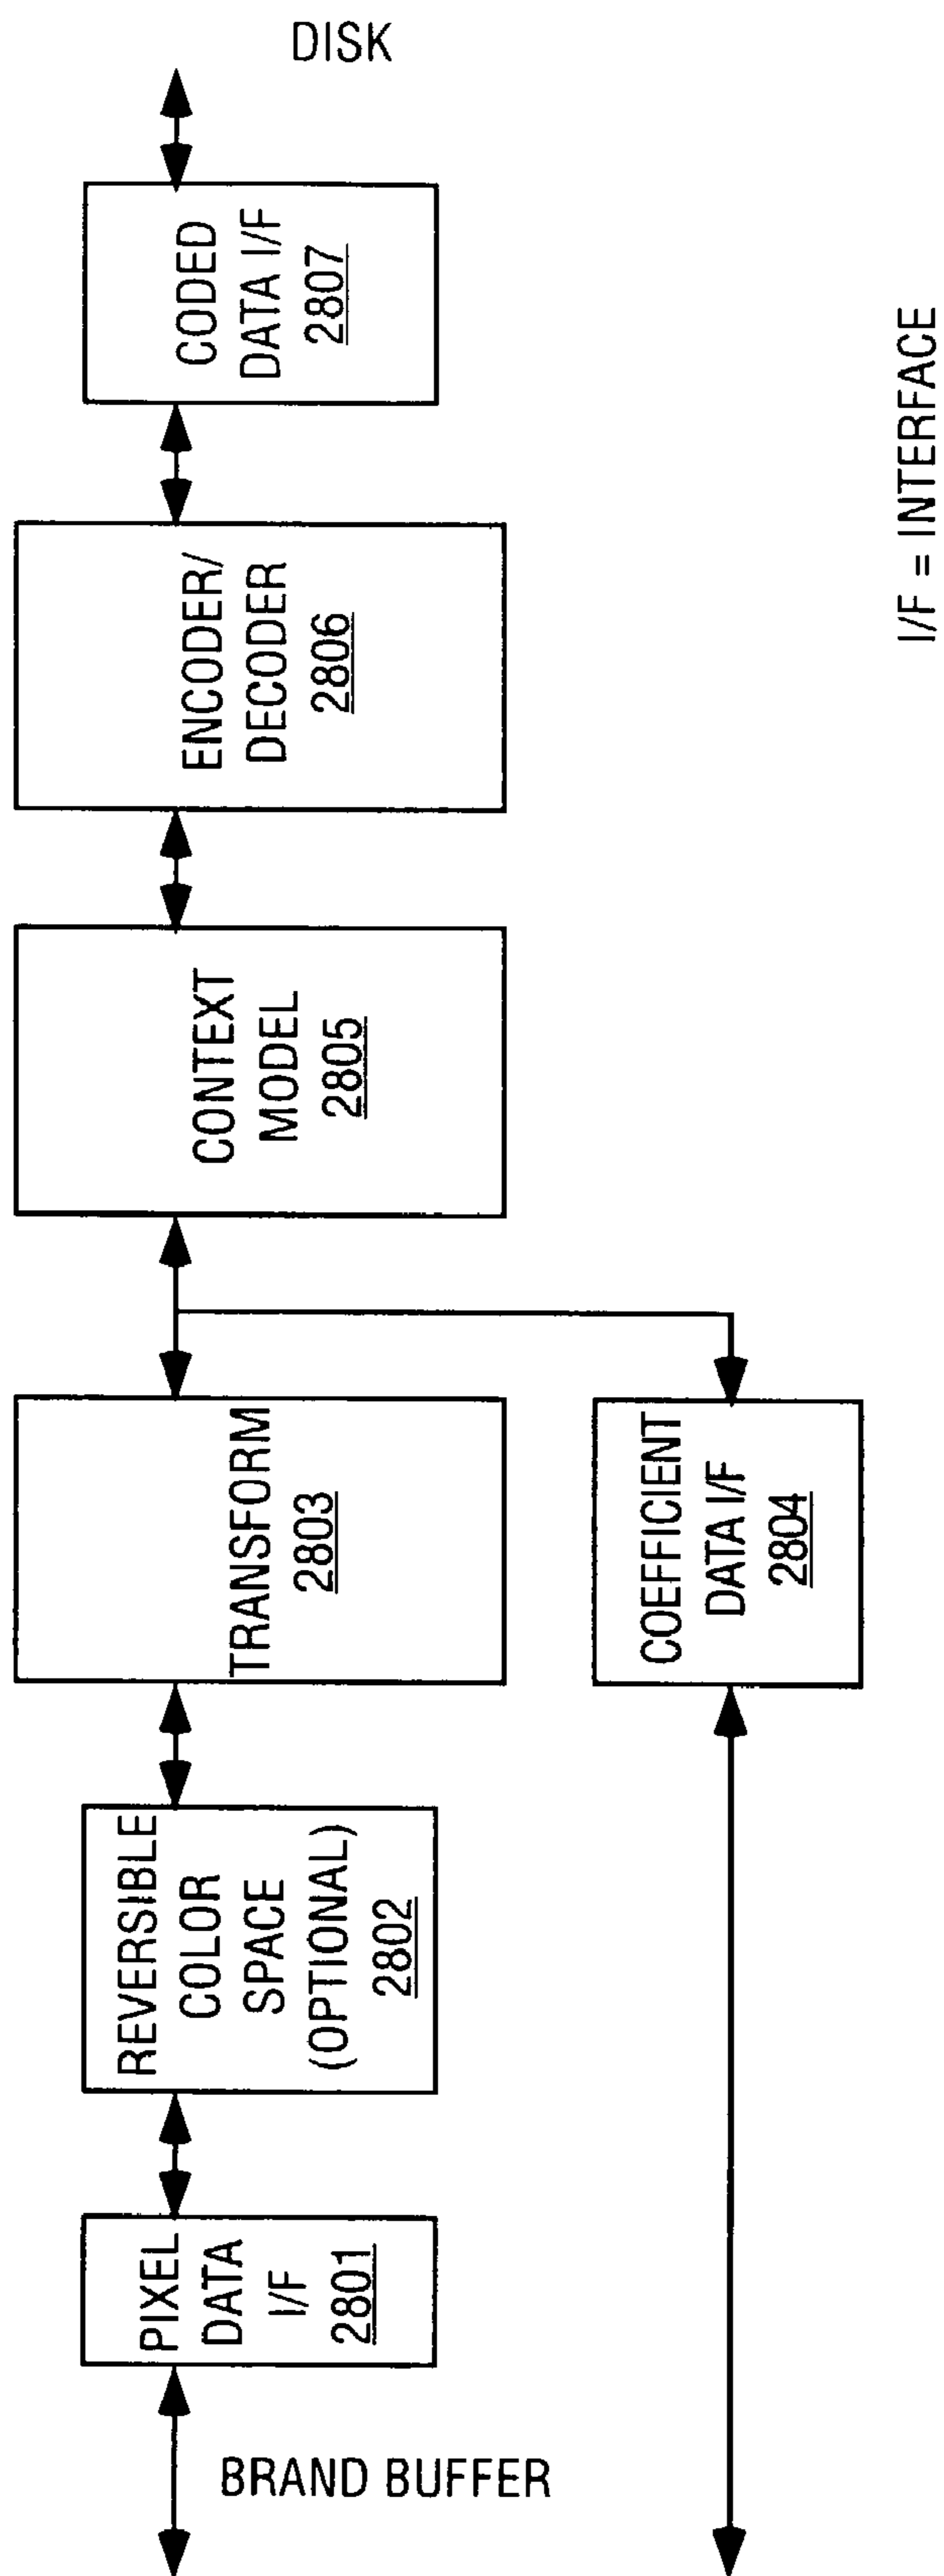 DISK
CODED
DATA I/F
2807
ENCODER/
DECODER
2806
CONTEXT
MODEL
2805
TRANSFORM
2803
COEFFICIENT
DATA I/F
2804
REVERSIBLE
COLOR
SPACE
(OPTIONAL)
2802
PIXEL
DATA
I/F
2801
BRAND BUFFER
I/F = INTERFACE